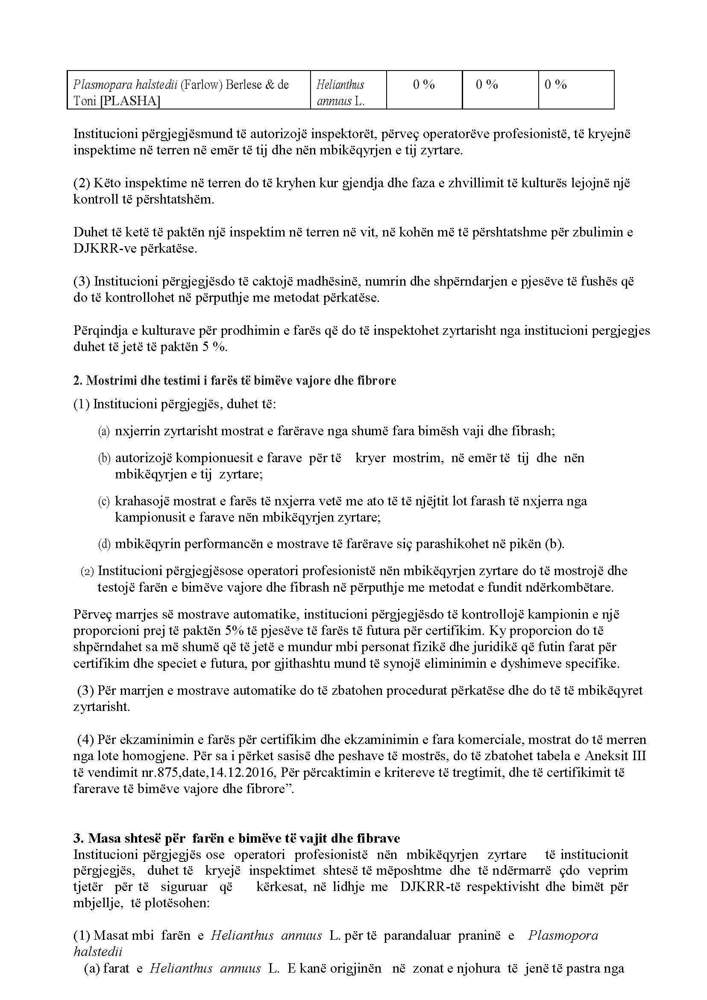 Plasmopara halstedii (Farlow) Berlese & de Toni [PLASHA] Helianthus annuus L. 0 % 0 % 0 %
Institucioni përgjegjësmund të autorizojë inspektorët, përveç operatorëve profesionistë, të kryejnë
inspektime në terren në emër të tij dhe nën mbikëqyrjen e tij zyrtare.
(2) Këto inspektime në terren do të kryhen kur gjendja dhe faza e zhvillimit të kulturës lejojnë një
kontroll të përshtatshëm.
Duhet të ketë të paktën një inspektim në terren në vit, në kohën më të përshtatshme për zbulimin e
DJKRR-ve përkatëse.
(3) Institucioni përgjegjësdo të caktojë madhësinë, numrin dhe shpërndarjen e pjesëve të fushës që
do të kontrollohet në përputhje me metodat përkatëse.
Përqindja e kulturave për prodhimin e farës që do të inspektohet zyrtarisht nga institucioni pergjegjes
duhet të jetë të paktën 5 %.
2. Mostrimi dhe testimi i farës të bimëve vajore dhe fibrore
(1) Institucioni përgjegjës, duhet të:
(a) nxjerrin zyrtarisht mostrat e farërave nga shumë fara bimësh vaji dhe fibrash;
(b) autorizojë kompionuesit e farave për të kryer mostrim, në emër të tij dhe nën
mbikëqyrjen e tij zyrtare;
(c) krahasojë mostrat e farës të nxjerra vetë me ato të të njëjtit lot farash të nxjerra nga
kampionusit e farave nën mbikëqyrjen zyrtare;
(d) mbikëqyrin performancën e mostrave të farërave siç parashikohet në pikën (b).
(2) Institucioni përgjegjësose operatori profesionistë nën mbikëqyrjen zyrtare do të mostrojë dhe
testojë farën e bimëve vajore dhe fibrash në përputhje me metodat e fundit ndërkombëtare.
Përveç marrjes së mostrave automatike, institucioni përgjegjësdo të kontrollojë kampionin e një
proporcioni prej të paktën 5% të pjesëve të farës të futura për certifikim. Ky proporcion do të
shpërndahet sa më shumë që të jetë e mundur mbi personat fizikë dhe juridikë që futin farat për
certifikim dhe speciet e futura, por gjithashtu mund të synojë eliminimin e dyshimeve specifike.
(3) Për marrjen e mostrave automatike do të zbatohen procedurat përkatëse dhe do të të mbikëqyret
zyrtarisht.
(4) Për ekzaminimin e farës për certifikim dhe ekzaminimin e fara komerciale, mostrat do të merren
nga lote homogjene. Për sa i përket sasisë dhe peshave të mostrës, do të zbatohet tabela e Aneksit III
të vendimit nr.875,date,14.12.2016, Për përcaktimin e kritereve të tregtimit, dhe të certifikimit të
farerave të bimëve vajore dhe fibrore”.
3. Masa shtesë për farën e bimëve të vajit dhe fibrave
Institucioni përgjegjës ose operatori profesionistë nën mbikëqyrjen zyrtare të institucionit
përgjegjës, duhet të kryejë inspektimet shtesë të mëposhtme dhe të ndërmarrë çdo veprim
tjetër për të siguruar që kërkesat, në lidhje me DJKRR-të respektivisht dhe bimët për
mbjellje, të plotësohen:
(1) Masat mbi farën e Helianthus annuus L. për të parandaluar praninë e Plasmopora
halstedii
(a) farat e Helianthus annuus L. E kanë origjinën në zonat e njohura të jenë të pastra nga